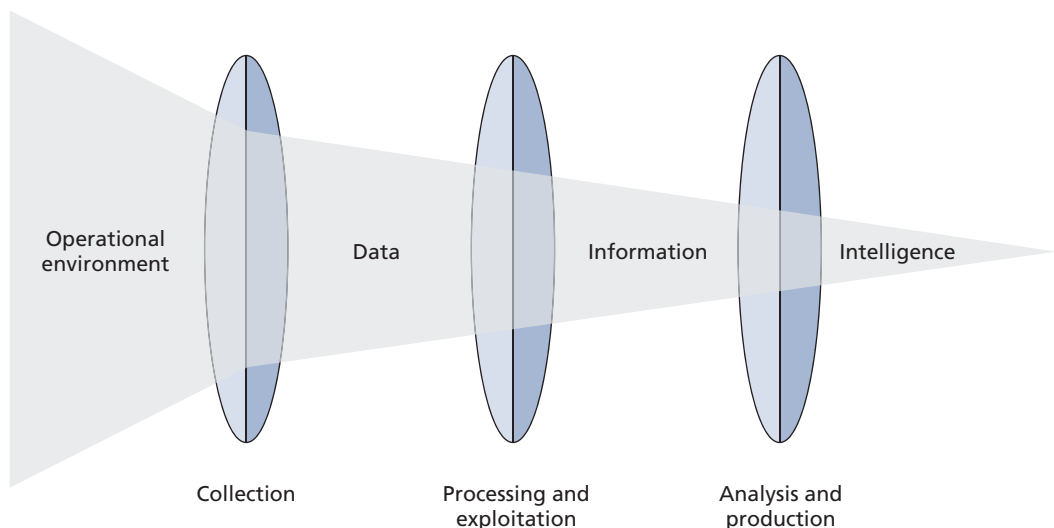 Operational
environment
Data
Information
Intelligence
Collection
Processing and
exploitation
Analysis and
production